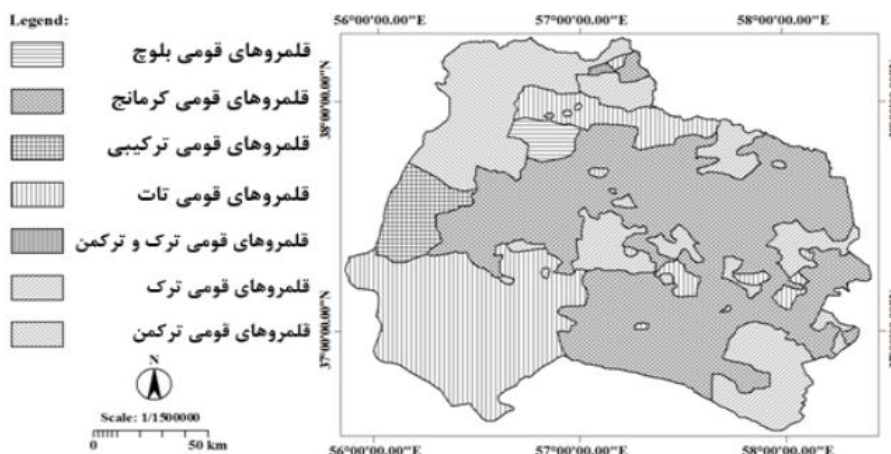 Legend:
قلمروهای قومی بلوچ
قلمروهای قومی کرمانج
قلمروهای قومی ترکیبی
قلمروهای قومی تات
قلمروهای قومی ترک و ترکمن
قلمروهای قومی ترک
قلمروهای قومی ترکمن
N
Scale: 1/1500000
0 50 km
56°00'00.00"E 57°00'00.00"E 58°00'00.00"E
38°00'00.00"N
37°00'00.00"N
56°00'00.00"E 57°00'00.00"E 58°00'00.00"E